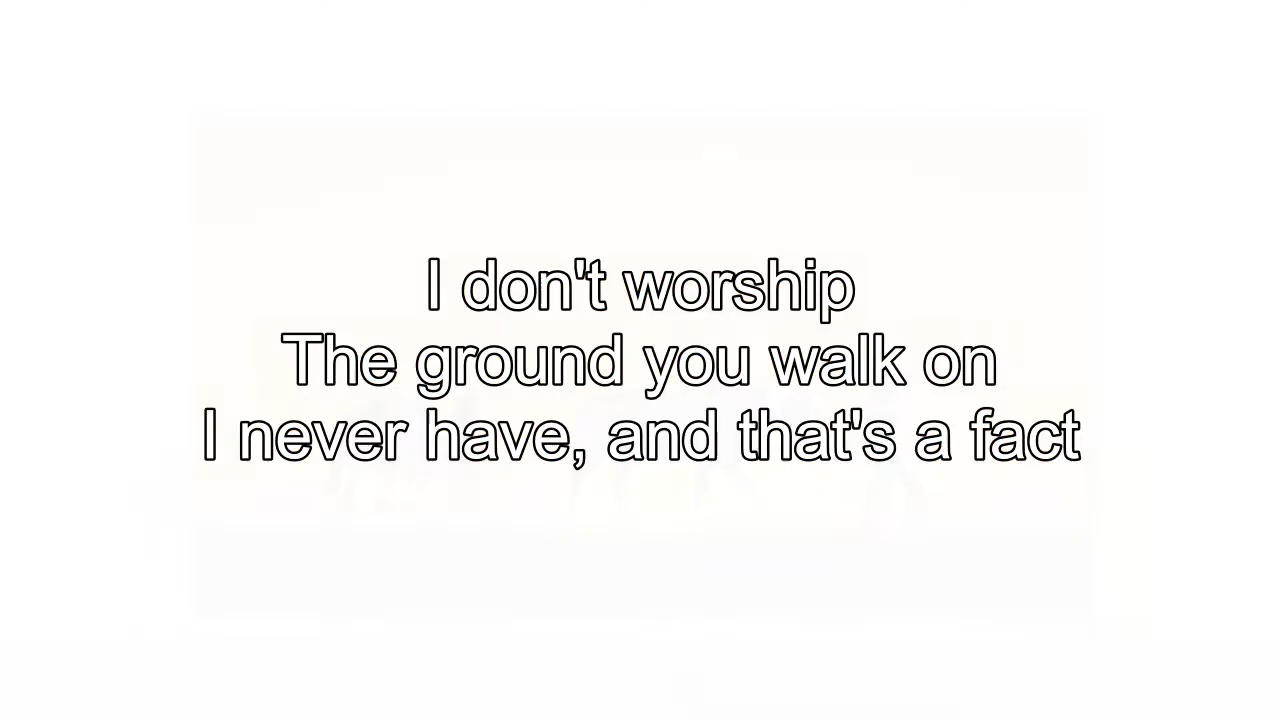 I don't worship
The ground you walk on
I never have, and that's a fact